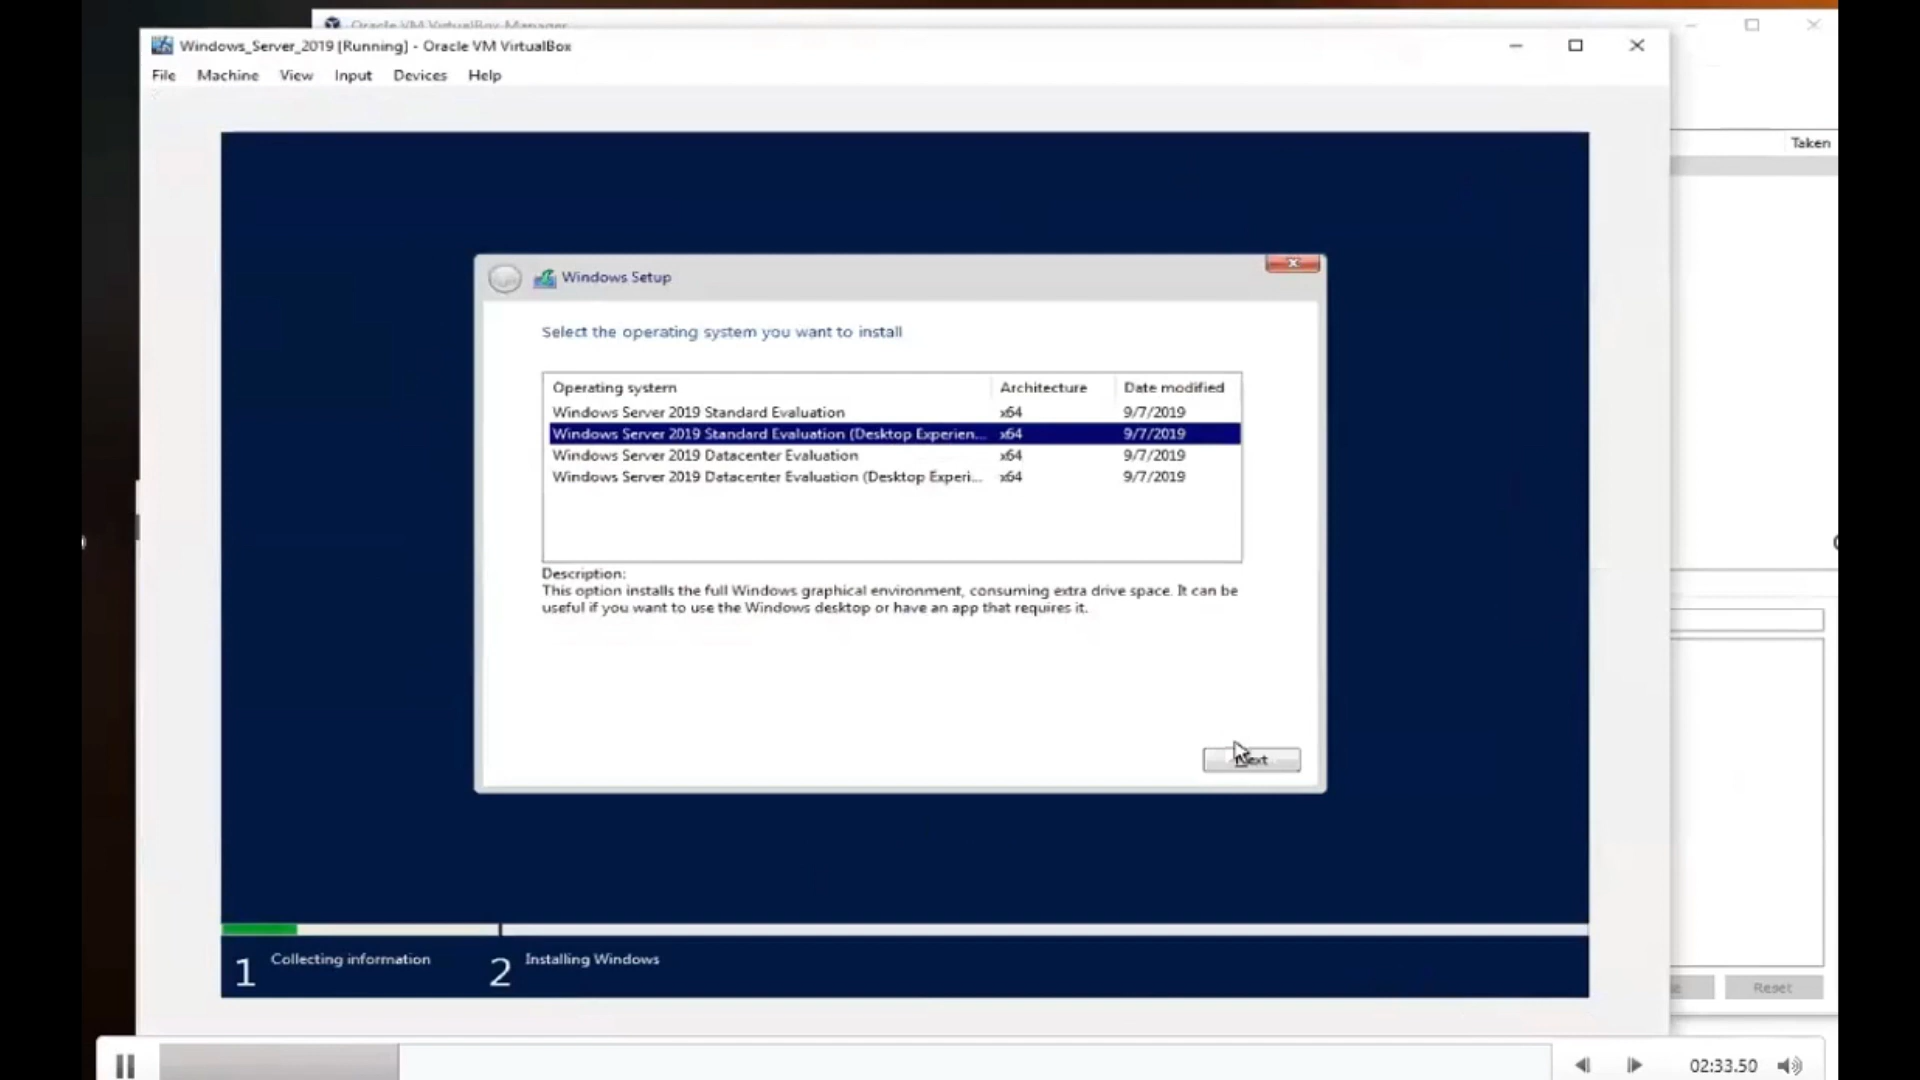 Oracle VM VirtualBox Manager
Windows_Server_2019 [Running] - Oracle VM VirtualBox
File Machine View Input Devices Help
Taken
Windows Setup
Select the operating system you want to install
Operating system Architecture Date modified
Windows Server 2019 Standard Evaluation x64 9/7/2019
Windows Server 2019 Standard Evaluation (Desktop Experien... x64 9/7/2019
Windows Server 2019 Datacenter Evaluation x64 9/7/2019
Windows Server 2019 Datacenter Evaluation (Desktop Experi... x64 9/7/2019
Description:
This option installs the full Windows graphical environment, consuming extra drive space. It can be
useful if you want to use the Windows desktop or have an app that requires it.
Next
1 Collecting information 2 Installing Windows
Reset
02:33.50